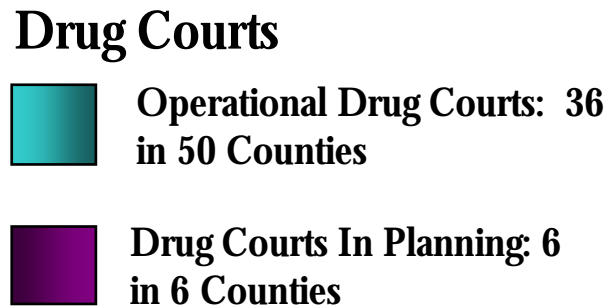 Drug Courts
Operational Drug Courts: 36
in 50 Counties
Drug Courts In Planning: 6
in 6 Counties